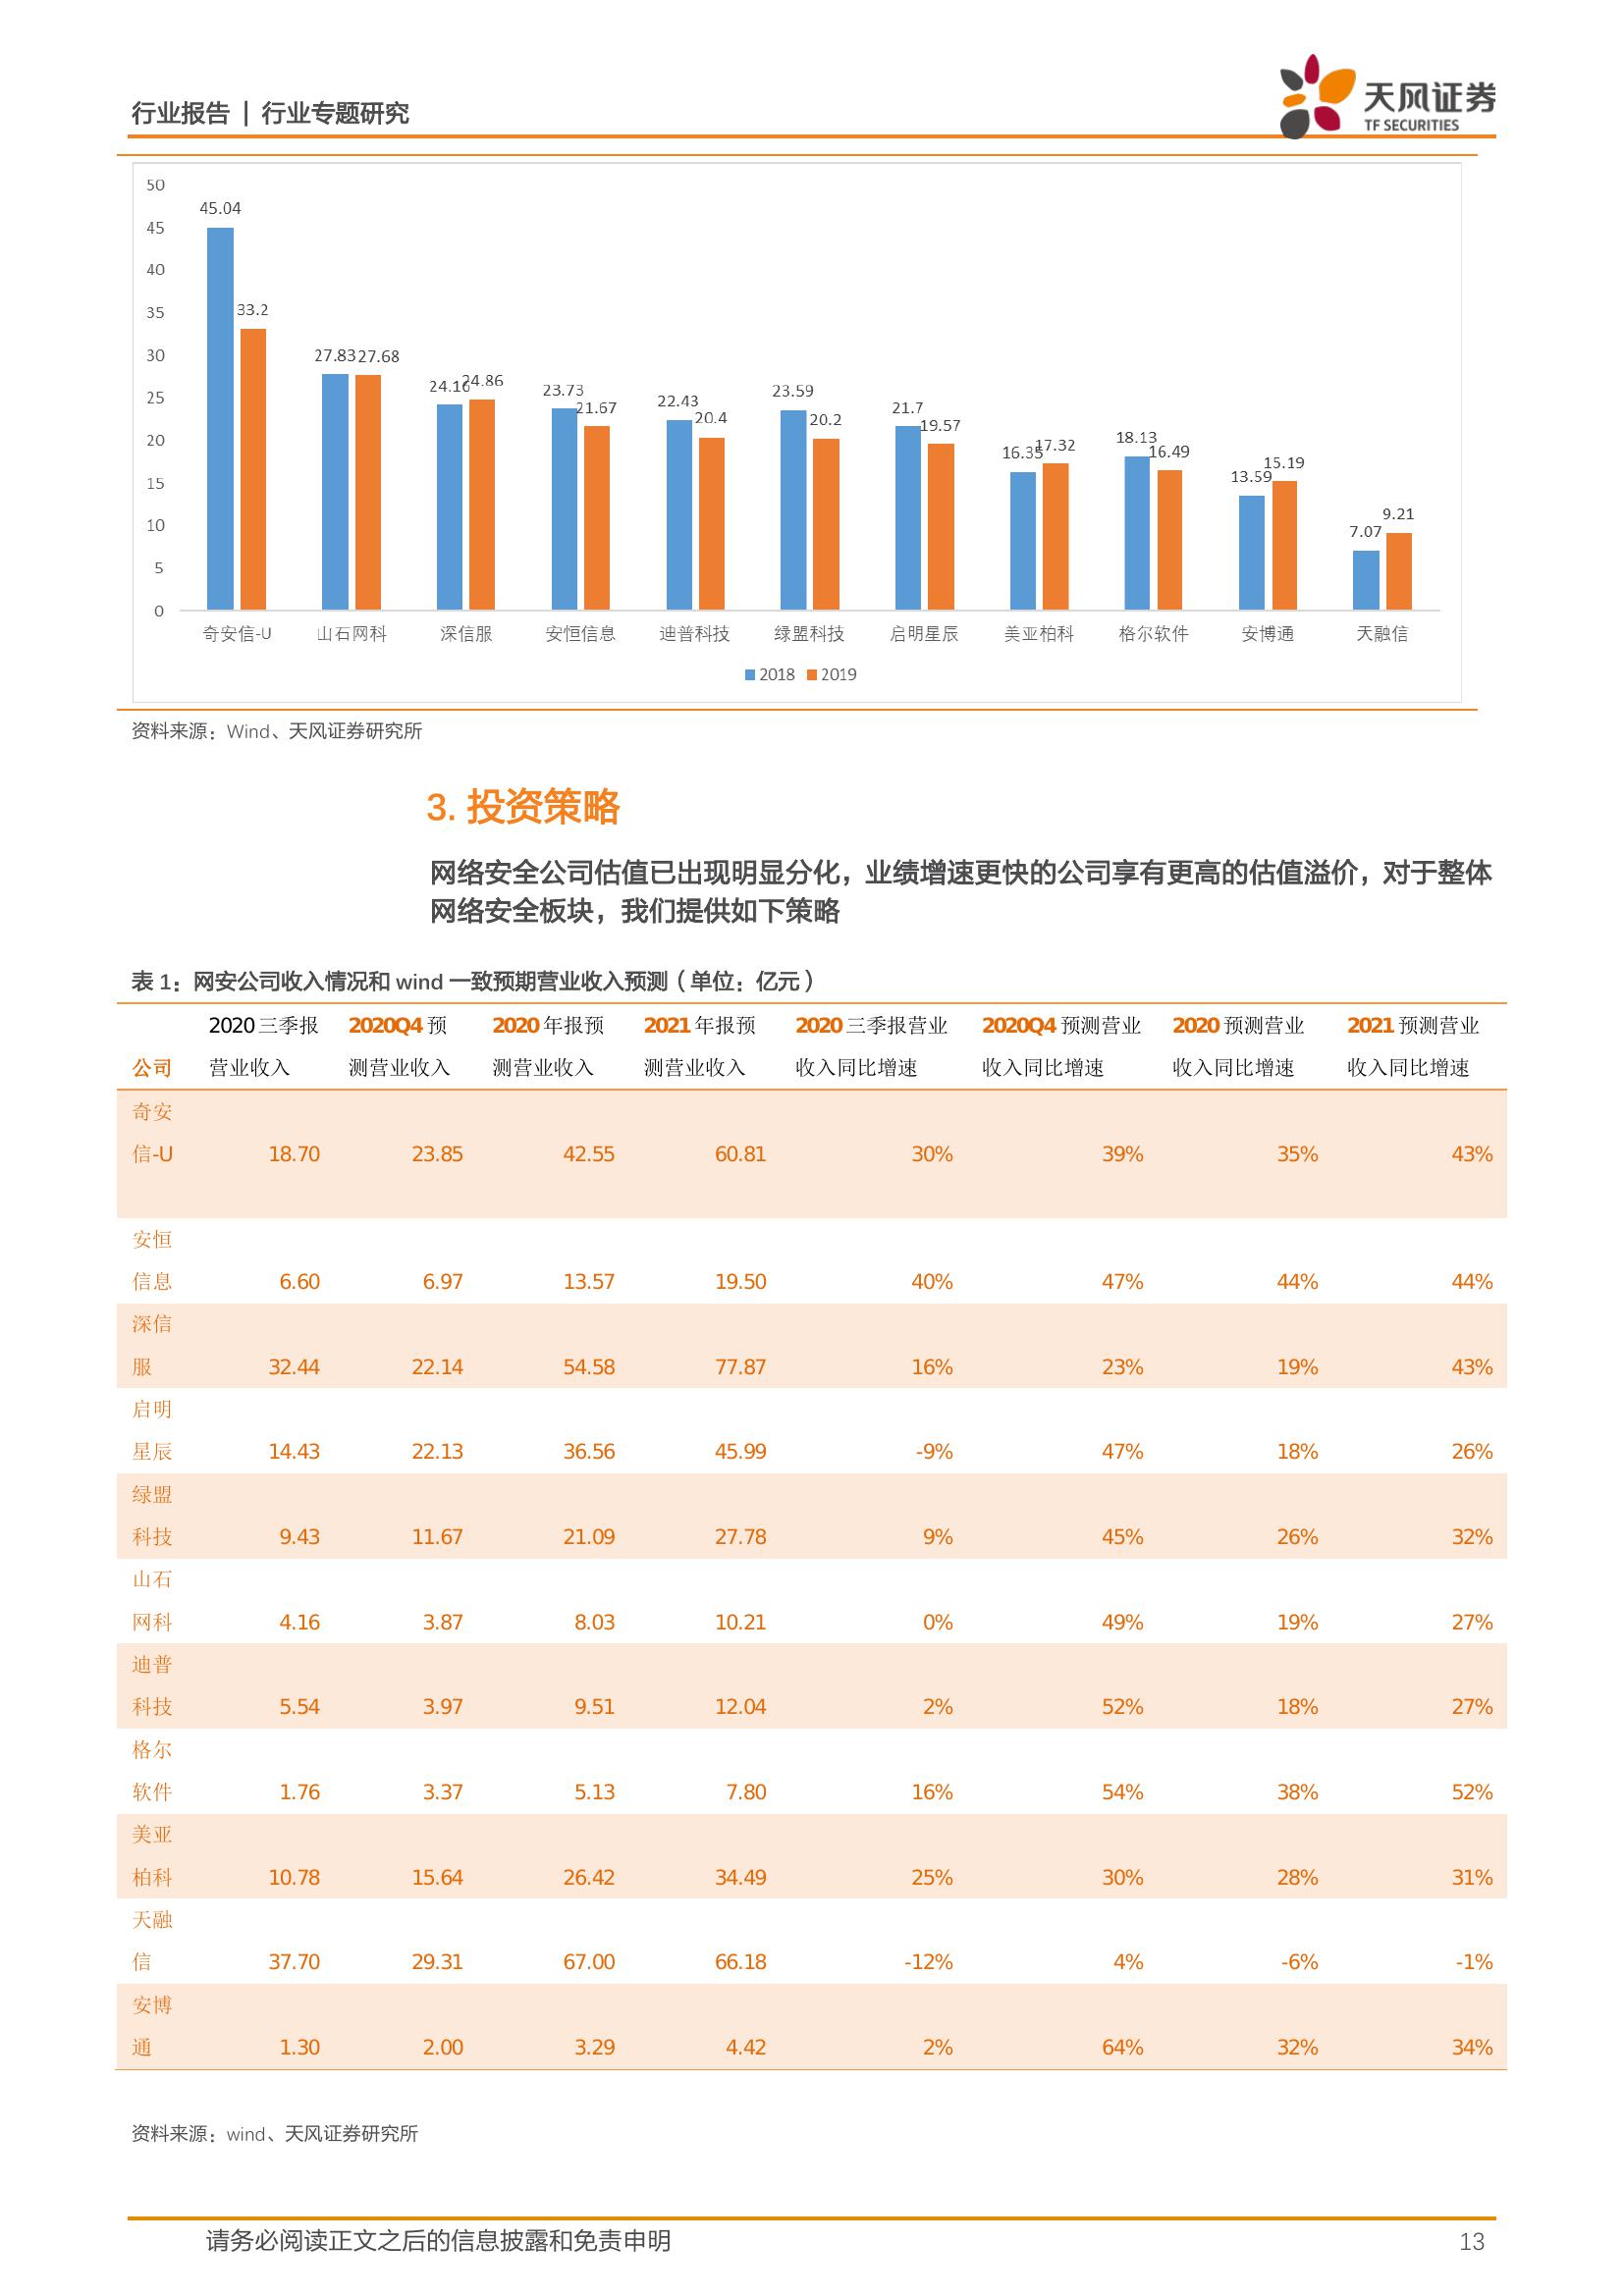 行业报告 | 行业专题研究
天风证券
TF SECURITIES
50
45
40
35
30
25
20
15
10
5
0
45.04
33.2
27.83
27.68
24.16
24.86
23.73
21.67
22.43
20.4
23.59
20.2
21.7
19.57
16.35
17.32
18.13
16.49
13.59
15.19
7.07
9.21
奇安信-U 山石网科 深信服 安恒信息 迪普科技 绿盟科技 启明星辰 美亚柏科 格尔软件 安博通 天融信
2018 2019
资料来源：Wind、天风证券研究所
3. 投资策略
网络安全公司估值已出现明显分化，业绩增速更快的公司享有更高的估值溢价，对于整体
网络安全板块，我们提供如下策略
表 1：网安公司收入情况和 wind 一致预期营业收入预测（单位：亿元）
2020 三季报 2020Q4 预 2020 年报预 2021 年报预 2020 三季报营业 2020Q4 预测营业 2020 预测营业 2021 预测营业
公司 营业收入 测营业收入 测营业收入 测营业收入 收入同比增速 收入同比增速 收入同比增速 收入同比增速
奇安
信-U 18.70 23.85 42.55 60.81 30% 39% 35% 43%
安恒
信息 6.60 6.97 13.57 19.50 40% 47% 44% 44%
深信
服 32.44 22.14 54.58 77.87 16% 23% 19% 43%
启明
星辰 14.43 22.13 36.56 45.99 -9% 47% 18% 26%
绿盟
科技 9.43 11.67 21.09 27.78 9% 45% 26% 32%
山石
网科 4.16 3.87 8.03 10.21 0% 49% 19% 27%
迪普
科技 5.54 3.97 9.51 12.04 2% 52% 18% 27%
格尔
软件 1.76 3.37 5.13 7.80 16% 54% 38% 52%
美亚
柏科 10.78 15.64 26.42 34.49 25% 30% 28% 31%
天融
信 37.70 29.31 67.00 66.18 -12% 4% -6% -1%
安博
通 1.30 2.00 3.29 4.42 2% 64% 32% 34%
资料来源：wind、天风证券研究所
请务必阅读正文之后的信息披露和免责申明 13